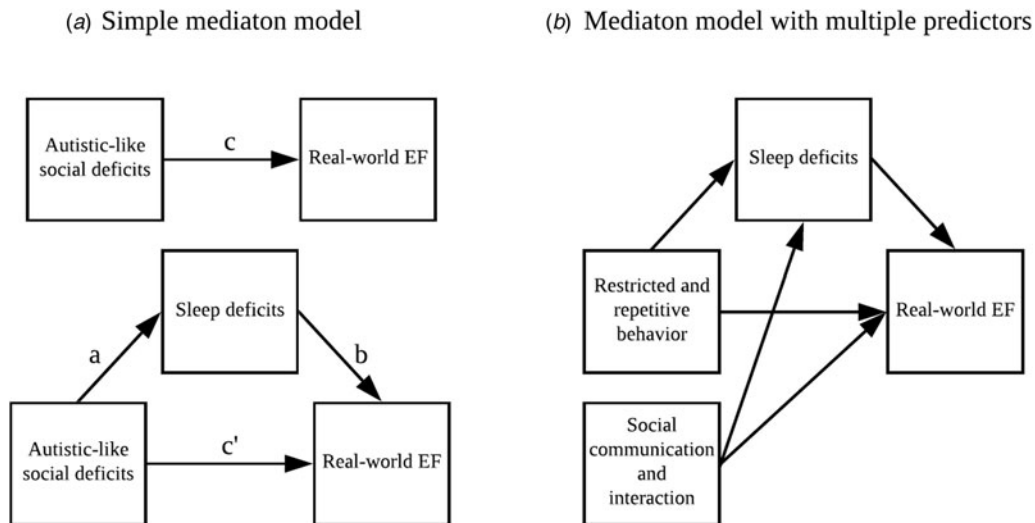 (a) Simple mediaton model
Autistic-like
social deficits
c
Real-world EF
Sleep deficits
a
b
Autistic-like
social deficits
c'
Real-world EF
(b) Mediaton model with multiple predictors
Sleep deficits
Restricted and
repetitive
behavior
Real-world EF
Social
communication
and
interaction